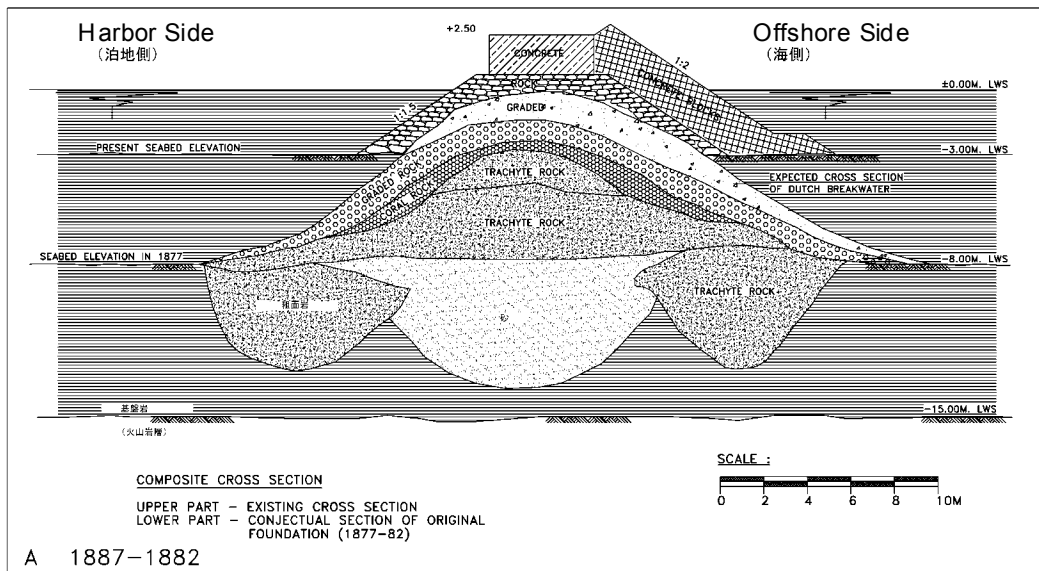 Harbor Side
(泊地側)
+2.50
Offshore Side
(海側)
CONCRETE
1:2
CONCRETE BLOCKS
±0.00M. LWS
ROCK
GRADED
1:1.5
PRESENT SEABED ELEVATION
-3.00M. LWS
EXPECTED CROSS SECTION
OF DUTCH BREAKWATER
GRADED ROCK
CORAL ROCK
TRACHYTE ROCK
TRACHYTE ROCK
SEABED ELEVATION IN 1877
-8.00M. LWS
TRACHYTE ROCK
粗面岩
砂
基盤岩
-15.00M. LWS
(火山岩層)
COMPOSITE CROSS SECTION
UPPER PART - EXISTING CROSS SECTION
LOWER PART - CONJECTUAL SECTION OF ORIGINAL
FOUNDATION (1877-82)
SCALE :
0 2 4 6 8 10M
A 1887-1882